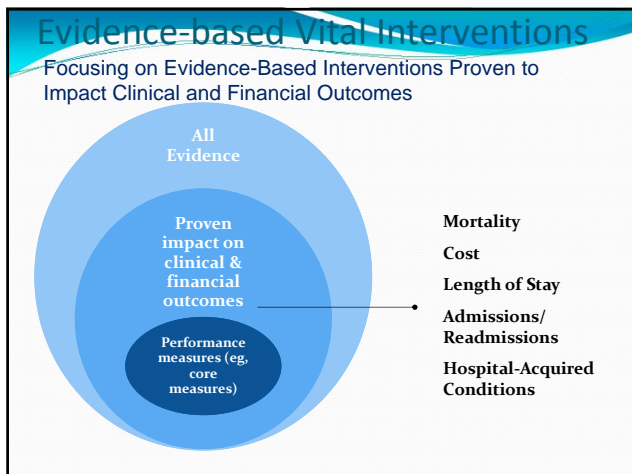 Evidence-based Vital Interventions
Focusing on Evidence-Based Interventions Proven to
Impact Clinical and Financial Outcomes
All
Evidence
Proven
impact on
clinical &
financial
outcomes
Performance
measures (eg,
core
measures)
Mortality
Cost
Length of Stay
Admissions/
Readmissions
Hospital-Acquired
Conditions